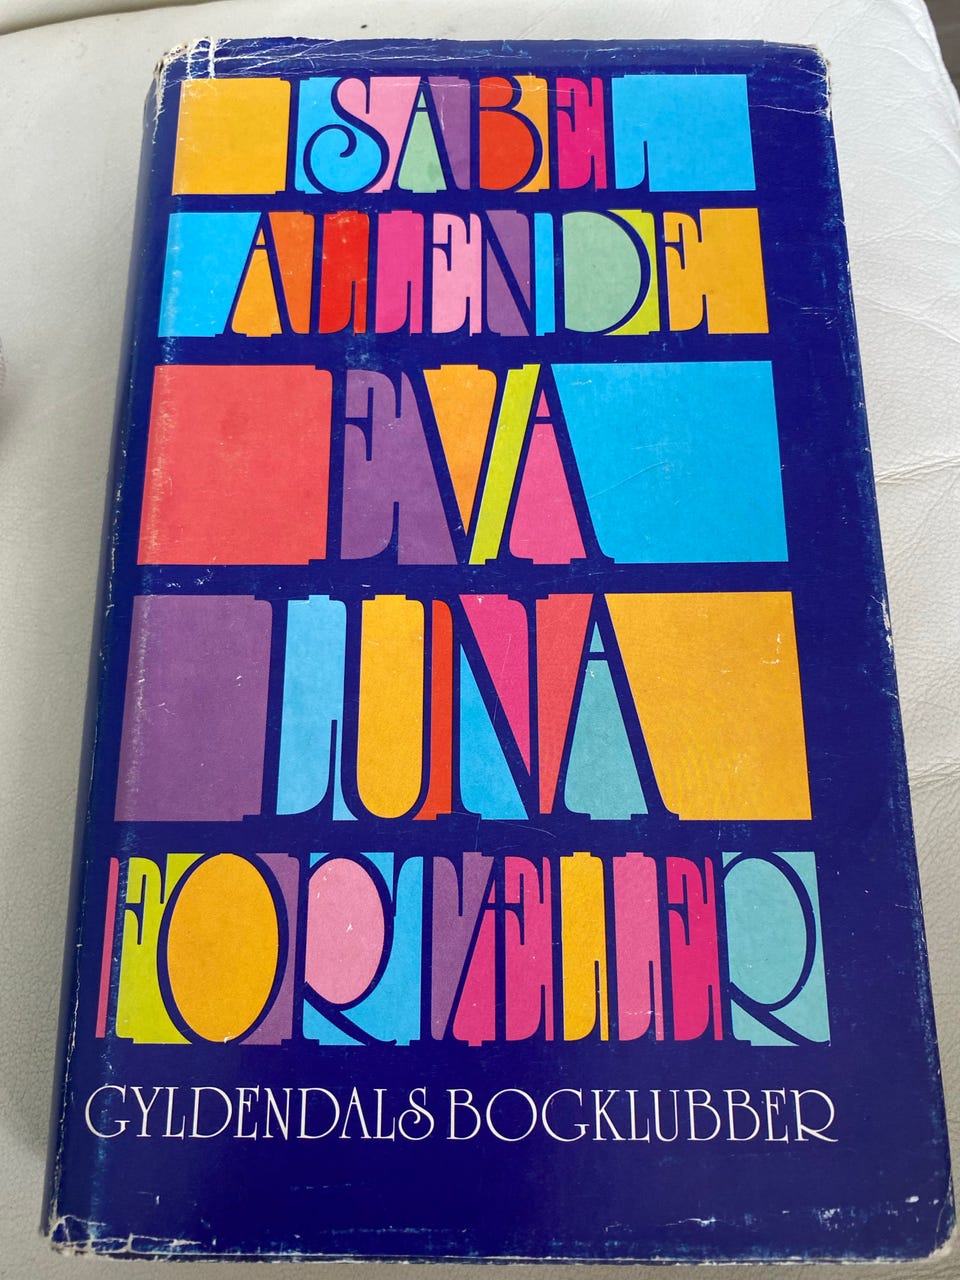 ISABEL
ALLENDE
EVA
LUNA
FORTÆLLER
GYLDENDALS BOGKLUBBER